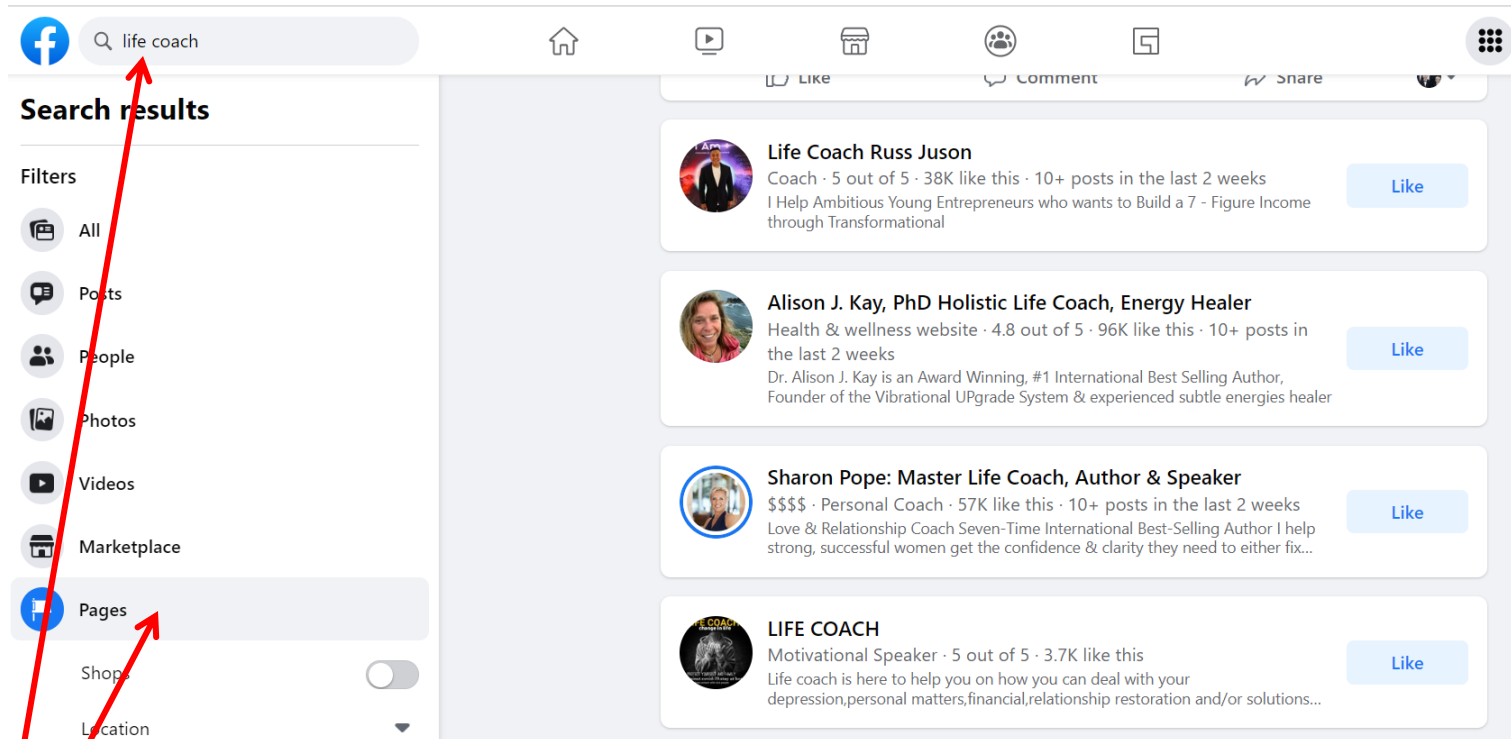 life coach
Like Comment Share
Search results
Filters
All
Posts
People
Photos
Videos
Marketplace
Pages
Shops
Location
Life Coach Russ Juson
Coach · 5 out of 5 · 38K like this · 10+ posts in the last 2 weeks
I Help Ambitious Young Entrepreneurs who wants to Build a 7 - Figure Income
through Transformational
Like
Alison J. Kay, PhD Holistic Life Coach, Energy Healer
Health & wellness website · 4.8 out of 5 · 96K like this · 10+ posts in
the last 2 weeks
Dr. Alison J. Kay is an Award Winning, #1 International Best Selling Author,
Founder of the Vibrational UPgrade System & experienced subtle energies healer
Like
Sharon Pope: Master Life Coach, Author & Speaker
$$$$ · Personal Coach · 57K like this · 10+ posts in the last 2 weeks
Love & Relationship Coach Seven-Time International Best-Selling Author I help
strong, successful women get the confidence & clarity they need to either fix...
Like
LIFE COACH
Motivational Speaker · 5 out of 5 · 3.7K like this
Life coach is here to help you on how you can deal with your
depression,personal matters,financial,relationship restoration and/or solutions...
Like